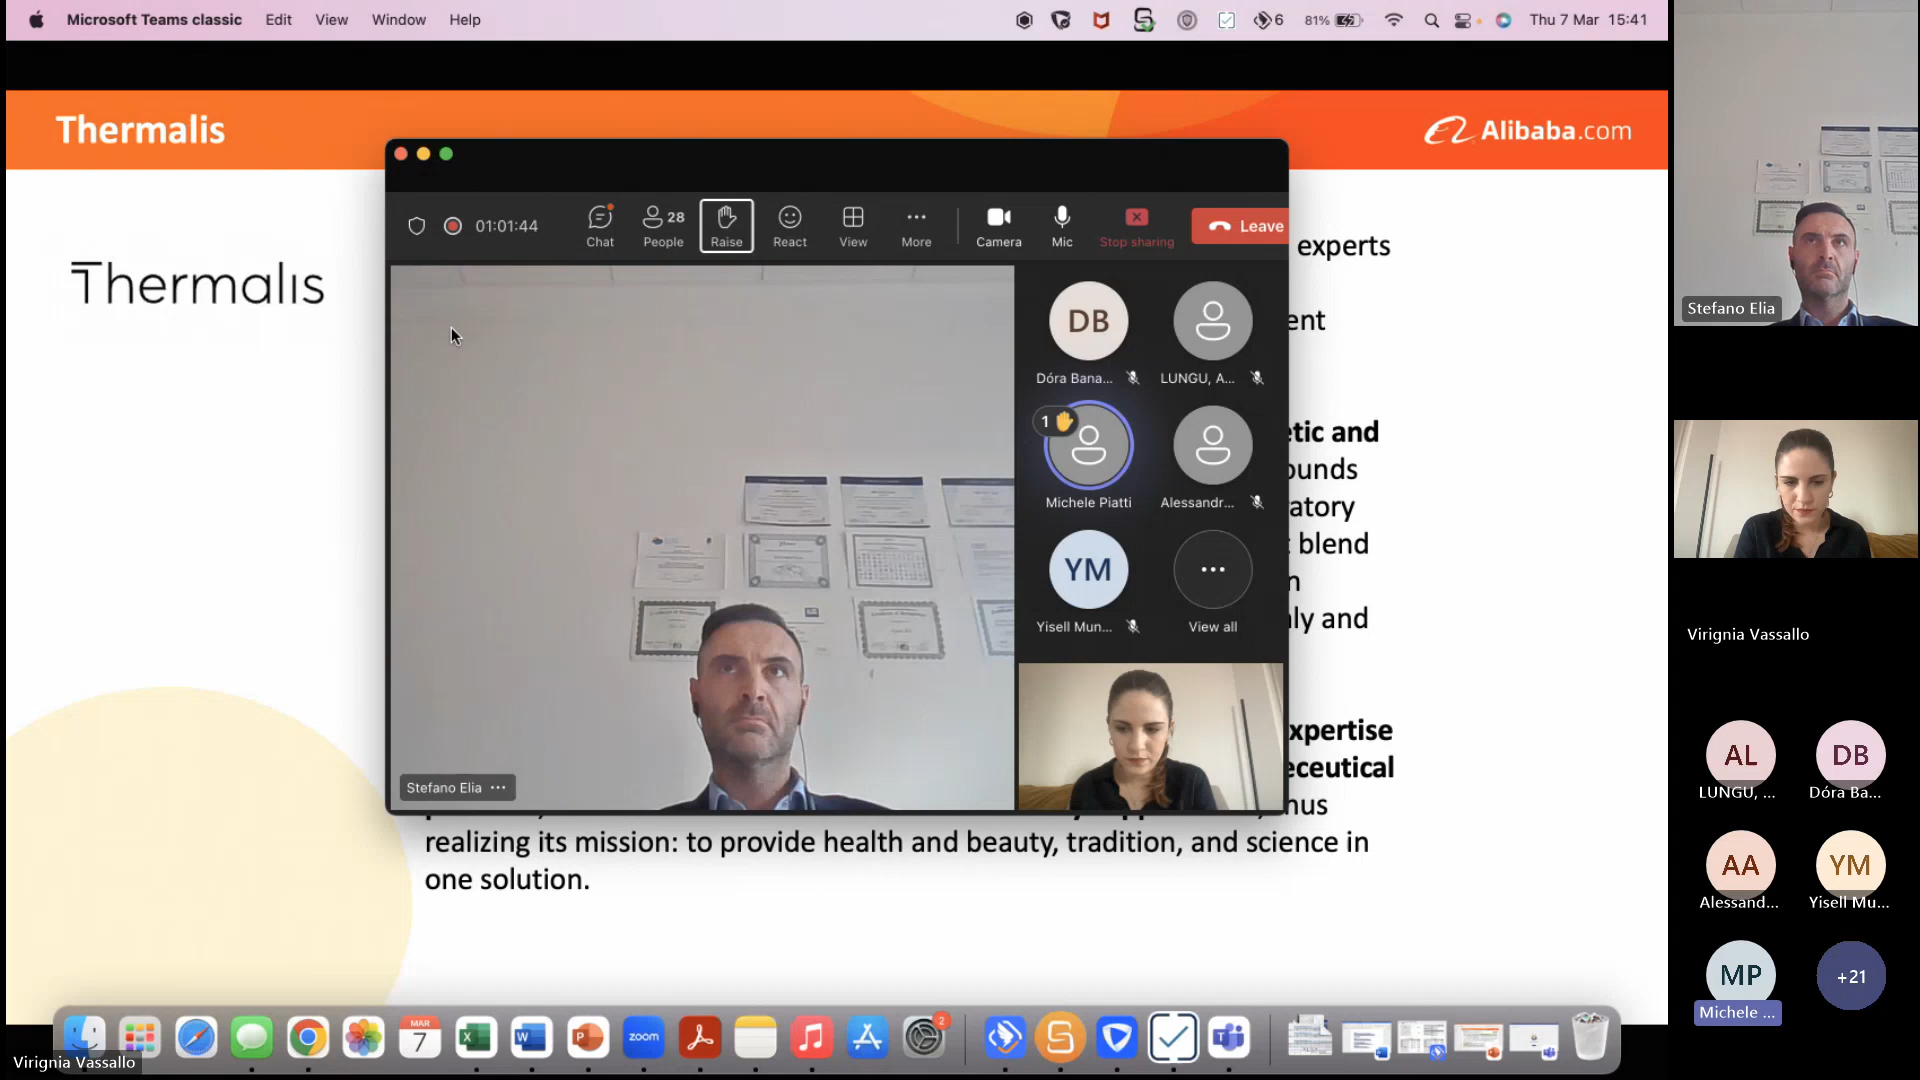 Microsoft Teams classic Edit View Window Help 6 81% Thu 7 Mar 15:41
Thermalis
Alibaba.com
Thermalis
01:01:44
Chat
28
People
Raise
React
View
More
Camera
Mic
Stop sharing
Leave
experts
ent
etic and
ounds
atory
blend
n
ly and
xpertise
eceutical
nus
realizing its mission: to provide health and beauty, tradition, and science in
one solution.
DB
Dóra Bana...
LUNGU, A...
1
Michele Piatti
Alessandr...
YM
Yisell Mun...
...
View all
Stefano Elia ...
Stefano Elia
Virignia Vassallo
AL
LUNGU, ...
DB
Dóra Ba...
AA
Alessand...
YM
Yisell Mu...
MP
Michele ...
+21
MAR
7
zoom
2
Virignia Vassallo